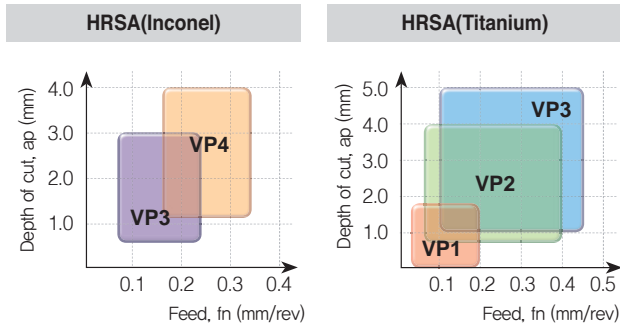 HRSA(Inconel)
Depth of cut, ap (mm)
4.0
3.0
2.0
1.0
VP4
VP3
0.1 0.2 0.3 0.4
Feed, fn (mm/rev)
HRSA(Titanium)
Depth of cut, ap (mm)
5.0
4.0
3.0
2.0
1.0
VP3
VP2
VP1
0.1 0.2 0.3 0.4 0.5
Feed, fn (mm/rev)